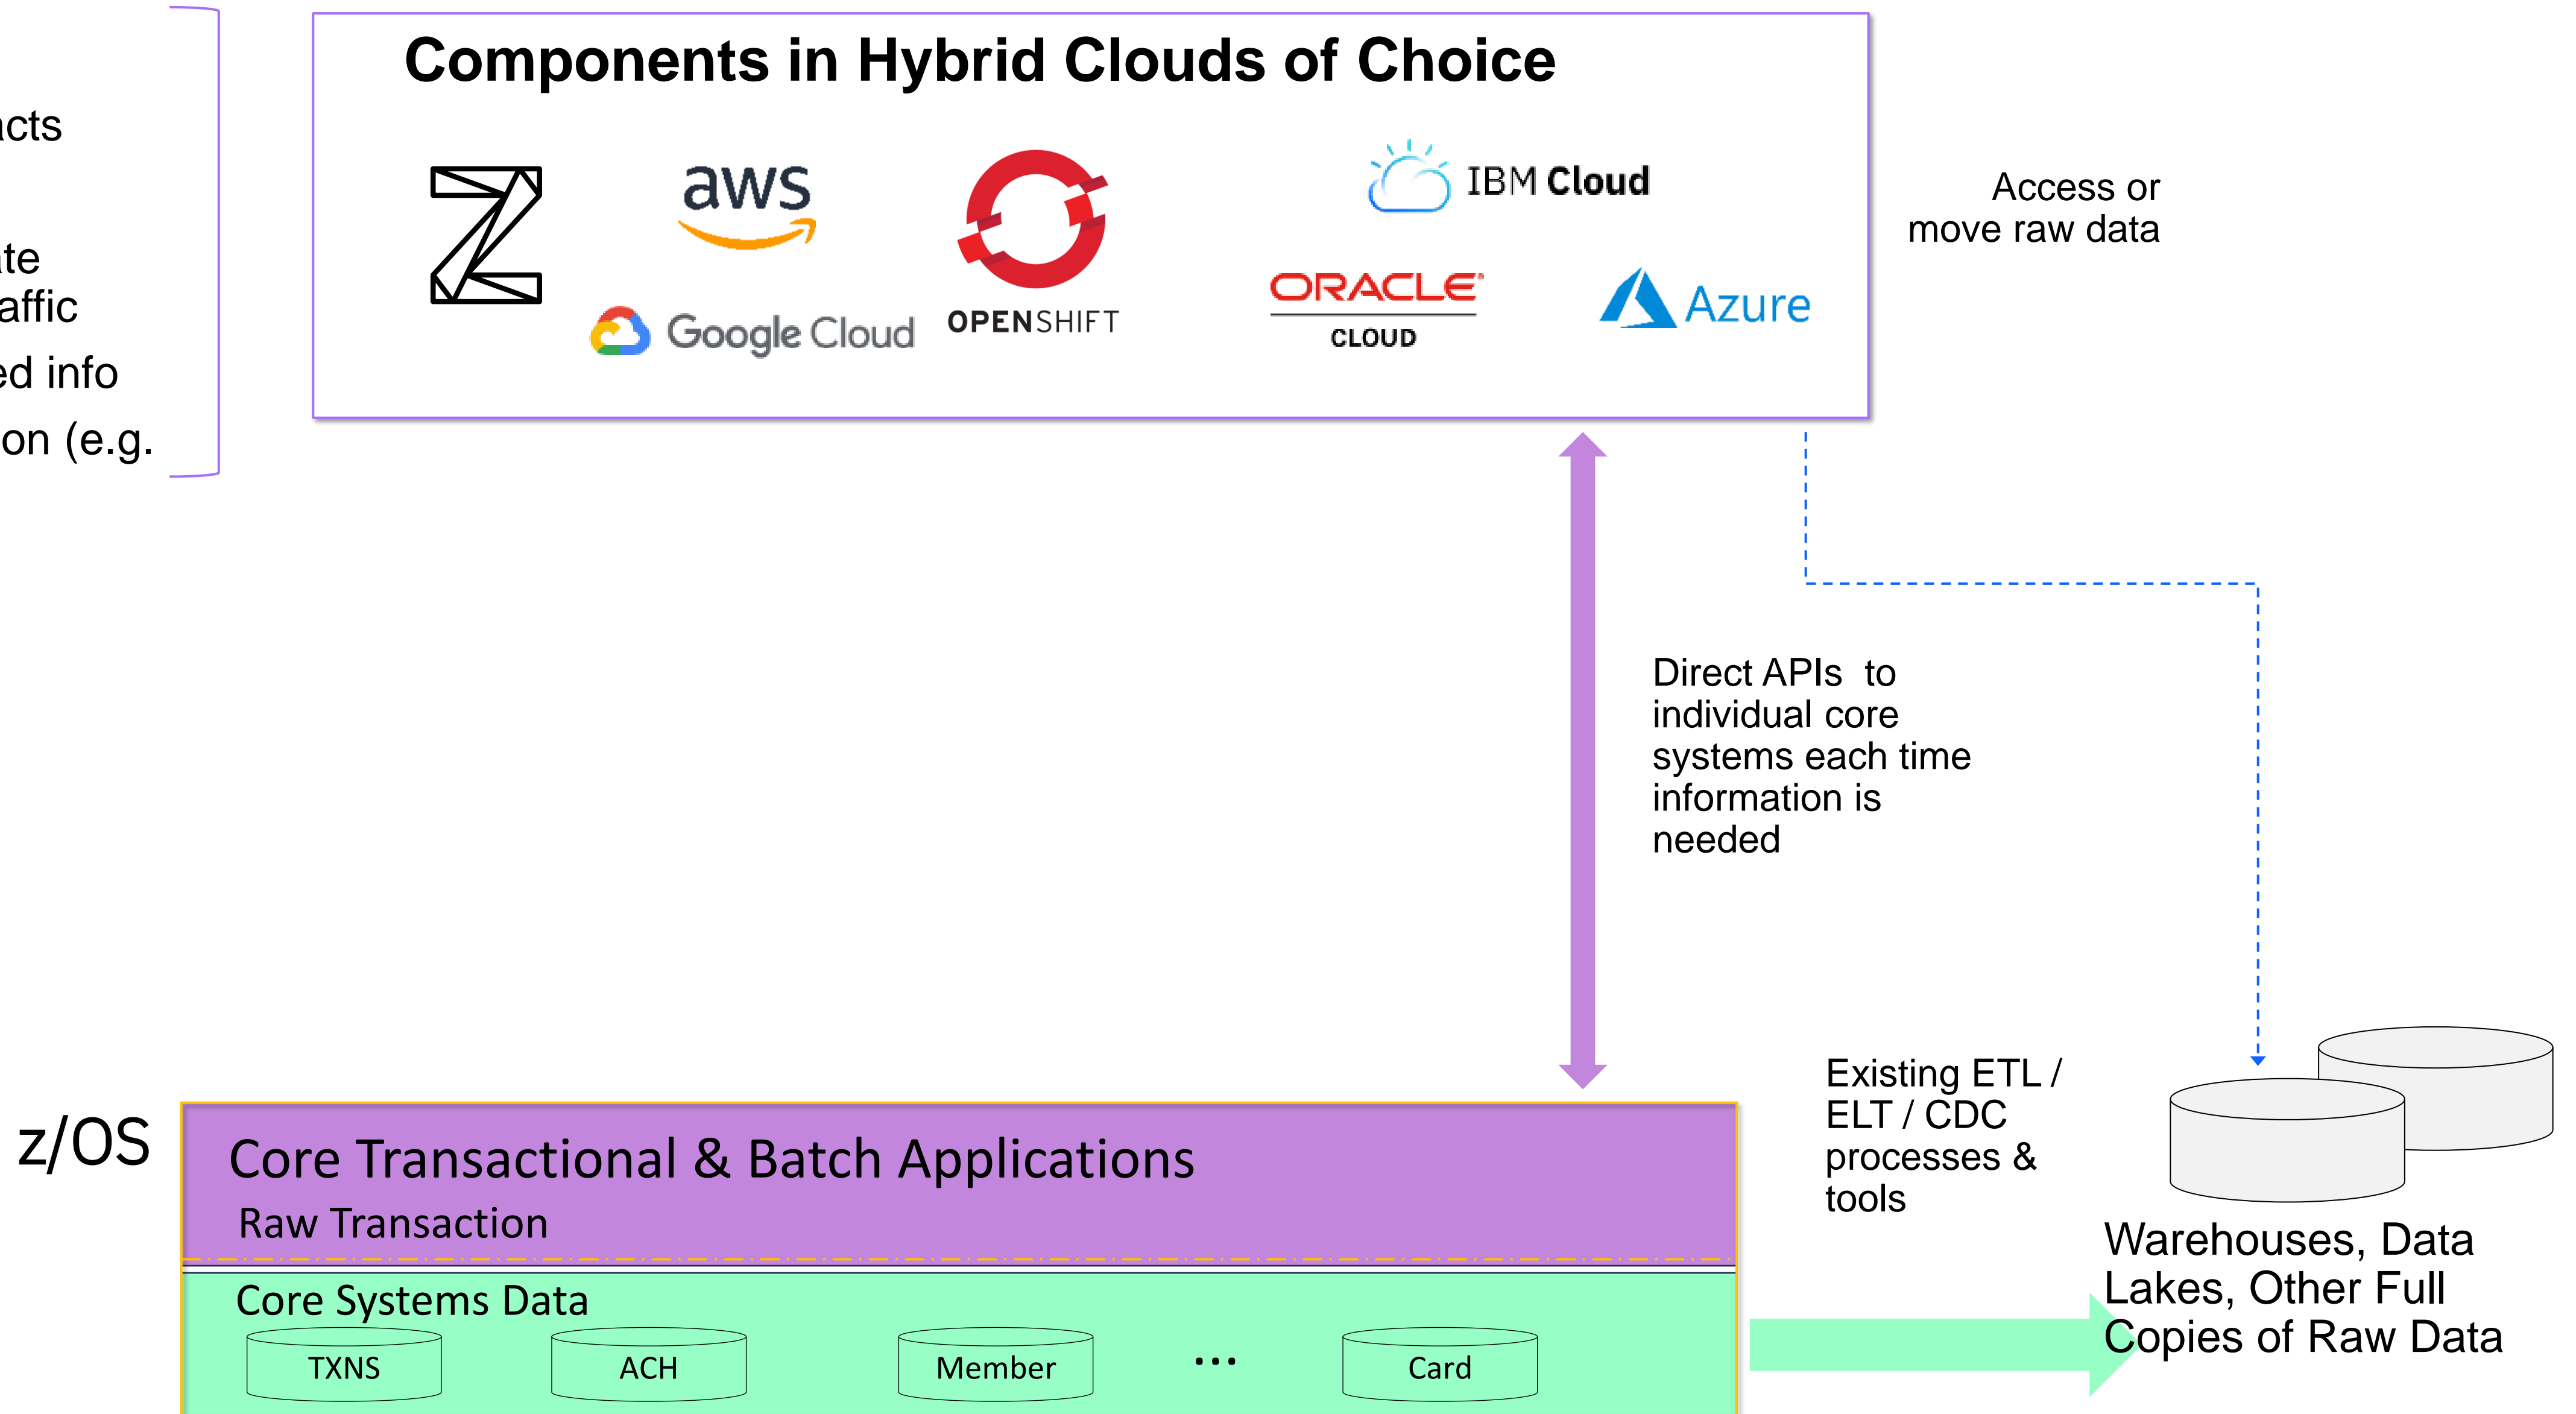 acts
ate
affic
ed info
on (e.g.
Components in Hybrid Clouds of Choice
aws
Google Cloud
OPENSHIFT
IBM Cloud
ORACLE
CLOUD
Azure
Access or
move raw data
Direct APIs to
individual core
systems each time
information is
needed
Existing ETL /
ELT / CDC
processes &
tools
Warehouses, Data
Lakes, Other Full
Copies of Raw Data
z/OS
Core Transactional & Batch Applications
Raw Transaction
Core Systems Data
TXNS
ACH
Member
...
Card